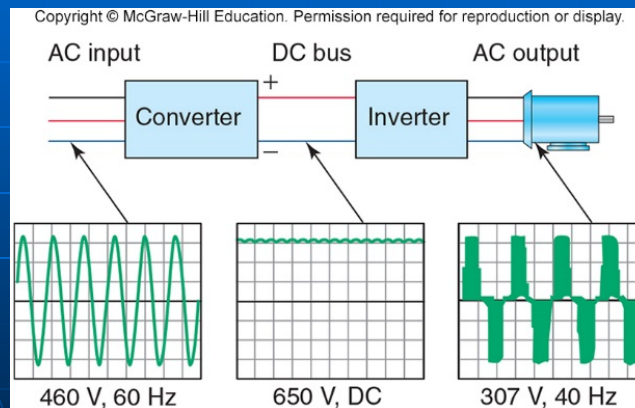 Copyright © McGraw-Hill Education. Permission required for reproduction or display.
AC input DC bus AC output
+
Converter Inverter
–
460 V, 60 Hz 650 V, DC 307 V, 40 Hz